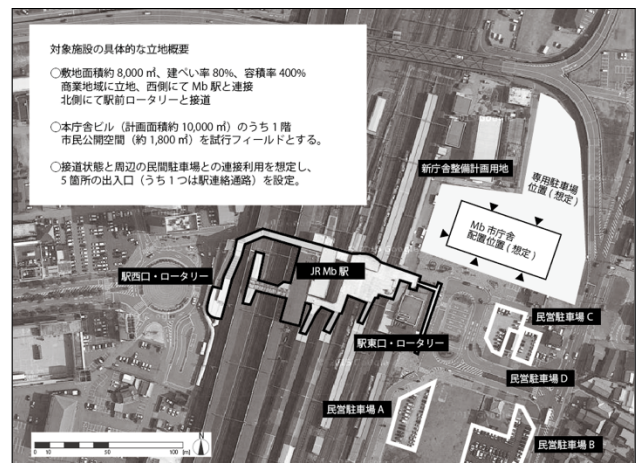 対象施設の具体的な立地概要
○敷地面積約 8,000 ㎡、建ぺい率 80%、容積率 400%
商業地域に立地、西側にて Mb 駅と連接
北側にて駅前ロータリーと接道
○本庁舎ビル（計画面積約 10,000 ㎡）のうち 1 階
市民公開空間（約 1,800 ㎡）を試行フィールドとする。
○接道状態と周辺の民間駐車場との連接利用を想定し、
5 箇所の出入口（うち 1 つは駅連絡通路）を設定。
新庁舎整備計画用地
専用駐車場
位置（想定）
Mb 市庁舎
配置位置（想定）
JR Mb 駅
駅西口・ロータリー
民営駐車場 C
駅東口・ロータリー
民営駐車場 D
民営駐車場 A
民営駐車場 B
0 10 50 100 [m]